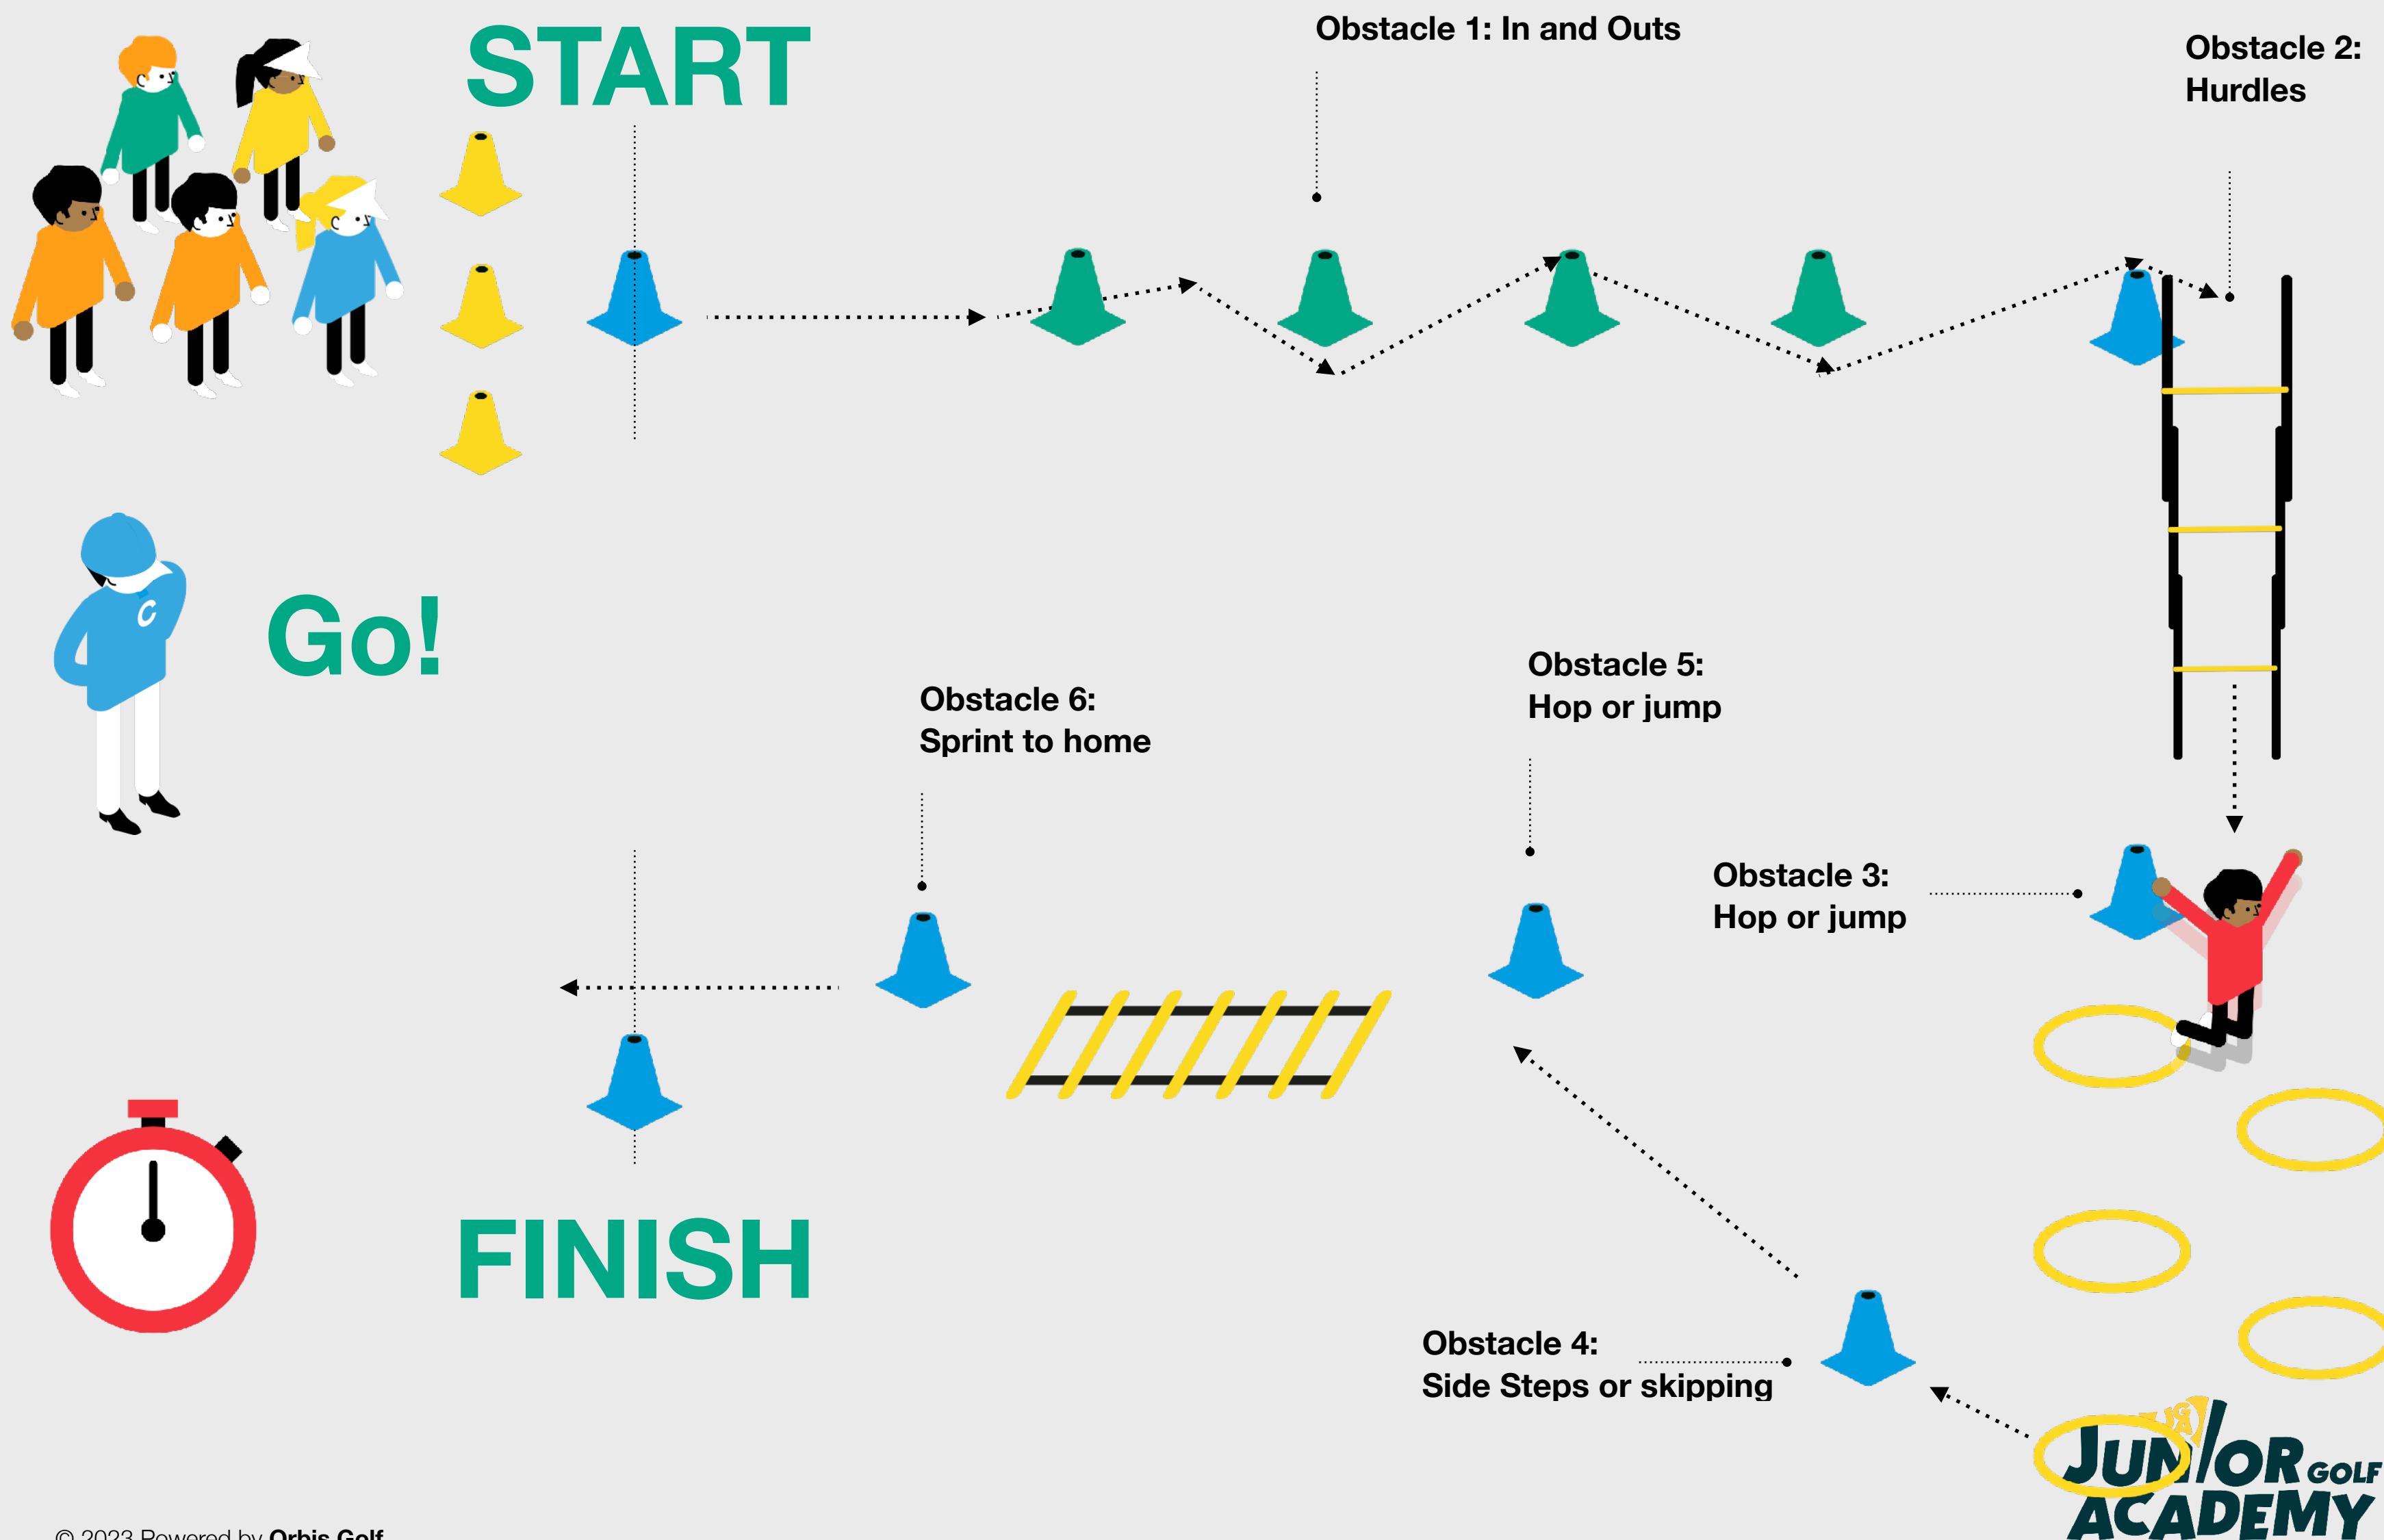 START
Obstacle 1: In and Outs
Obstacle 2:
Hurdles
C
Go!
Obstacle 5:
Hop or jump
Obstacle 6:
Sprint to home
Obstacle 3:
Hop or jump
FINISH
Obstacle 4:
Side Steps or skipping
JGA
JUNIOR GOLF
ACADEMY
© 2023 Powered by Orbis Golf